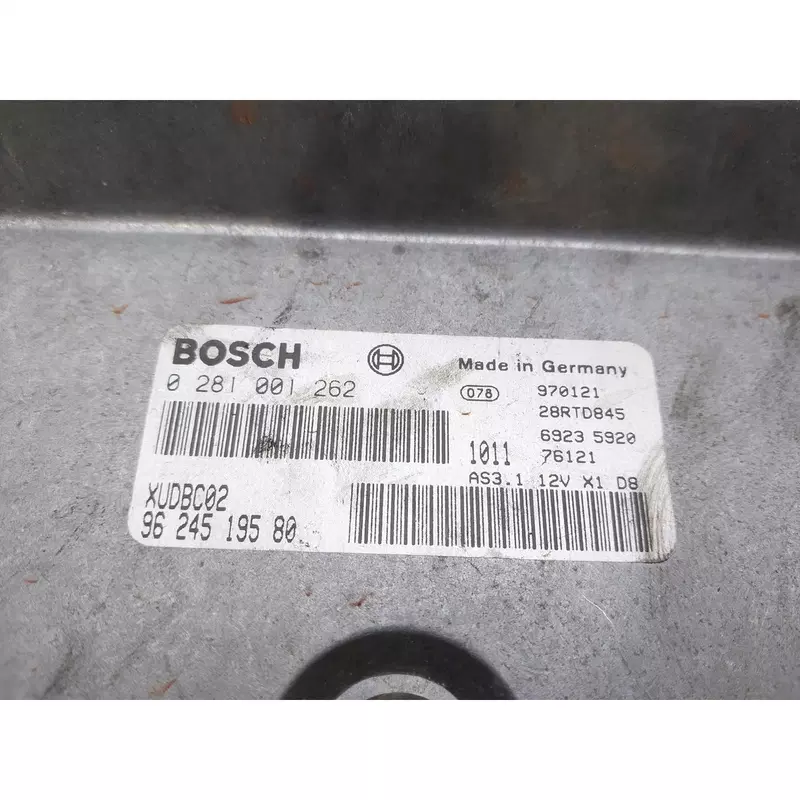 BOSCH
Made in Germany
0 281 001 262
078 970121
28RTD845
6923 5920
1011 76121
AS3.1 12V X1 D8
XUDBC02
96 245 195 80